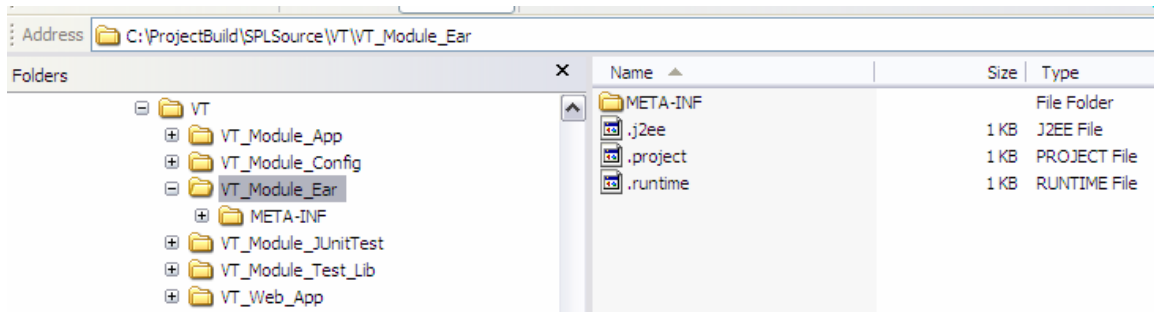 Address C:\ProjectBuild\SPLSource\VT\VT_Module_Ear
Folders
VT
VT_Module_App
VT_Module_Config
VT_Module_Ear
META-INF
VT_Module_JUnitTest
VT_Module_Test_Lib
VT_Web_App
Name Size Type
META-INF File Folder
.j2ee 1 KB J2EE File
.project 1 KB PROJECT File
.runtime 1 KB RUNTIME File